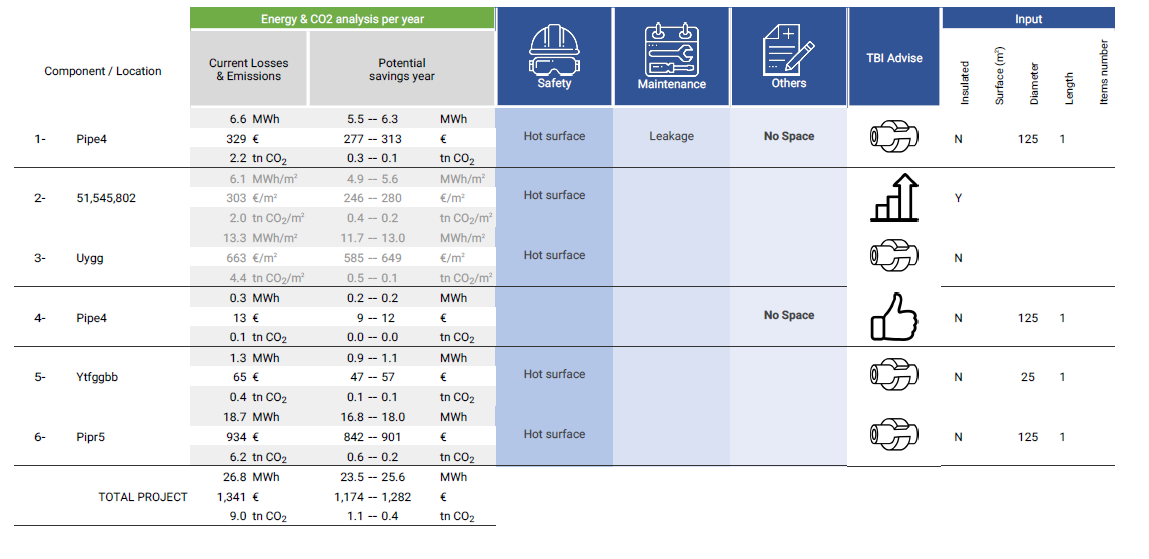 Energy & CO2 analysis per year
Input
Component / Location
Current Losses & Emissions
Potential savings year
Safety
Maintenance
Others
TBI Advise
Insulated
Surface (m²)
Diameter
Length
Items number
6.6 MWh 5.5 -- 6.3 MWh
1- Pipe4 329 € 277 -- 313 € Hot surface Leakage No Space N 125 1
2.2 tn CO2 0.3 -- 0.1 tn CO2
6.1 MWh/m² 4.9 -- 5.6 MWh/m²
2- 51,545,802 303 €/m² 246 -- 280 €/m² Hot surface Y
2.0 tn CO2/m² 0.4 -- 0.2 tn CO2/m²
13.3 MWh/m² 11.7 -- 13.0 MWh/m²
3- Uygg 663 €/m² 585 -- 649 €/m² Hot surface N
4.4 tn CO2/m² 0.5 -- 0.1 tn CO2/m²
0.3 MWh 0.2 -- 0.2 MWh
4- Pipe4 13 € 9 -- 12 € No Space N 125 1
0.1 tn CO2 0.0 -- 0.0 tn CO2
1.3 MWh 0.9 -- 1.1 MWh
5- Ytfggbb 65 € 47 -- 57 € Hot surface N 25 1
0.4 tn CO2 0.1 -- 0.1 tn CO2
18.7 MWh 16.8 -- 18.0 MWh
6- Pipr5 934 € 842 -- 901 € Hot surface N 125 1
6.2 tn CO2 0.6 -- 0.2 tn CO2
26.8 MWh 23.5 -- 25.6 MWh
TOTAL PROJECT 1,341 € 1,174 -- 1,282 €
9.0 tn CO2 1.1 -- 0.4 tn CO2